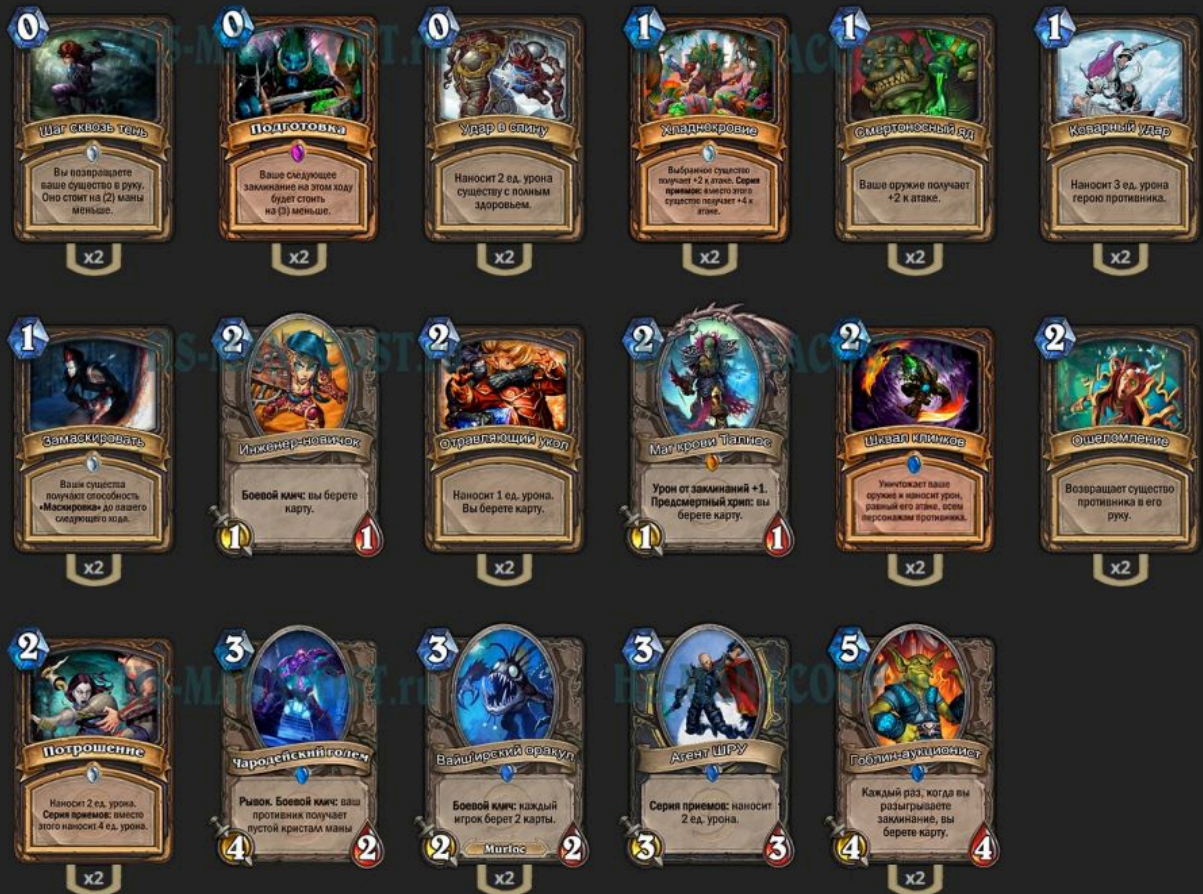 HS-MANACOST.ru
0
Шаг сквозь тень
Вы возвращаете
ваше существо в руку.
Оно стоит на (2) маны
меньше.
x2
0
Подготовка
Ваше следующее
заклинание на этом ходу
будет стоить
на (3) меньше.
x2
0
Удар в спину
Наносит 2 ед. урона
существу с полным
здоровьем.
x2
1
Хладнокровие
Выбранное существо
получает +2 к атаке. Серия
приемов: вместо этого
существо получает +4 к
атаке.
x2
1
Смертоносный яд
Ваше оружие получает
+2 к атаке.
x2
1
Коварный удар
Наносит 3 ед. урона
герою противника.
x2
1
Замаскировать
Ваши существа
получают способность
«Маскировка» до вашего
следующего хода.
x2
2
Инженер-новичок
Боевой клич: вы берете
карту.
1
1
2
Отравляющий укол
Наносит 1 ед. урона.
Вы берете карту.
x2
2
Маг крови Талнос
Урон от заклинаний +1.
Предсмертный хрип: вы
берете карту.
1
1
2
Шквал клинков
Уничтожает ваше
оружие и наносит урон,
равный его атаке, всем
персонажам противника.
x2
2
Ошеломление
Возвращает существо
противника в его
руку.
x2
2
Потрошение
Наносит 2 ед. урона.
Серия приемов: вместо
этого наносит 4 ед. урона.
x2
3
Чародейский голем
Рывок. Боевой клич: ваш
противник получает
пустой кристалл маны
4
2
3
Вайш'ирский оракул
Боевой клич: каждый
игрок берет 2 карты.
2
Murloc
2
x2
3
Агент ШРУ
Серия приемов: наносит
2 ед. урона.
3
3
5
Гоблин-аукционист
Каждый раз, когда вы
разыгрываете
заклинание, вы
берете карту.
4
4
x2